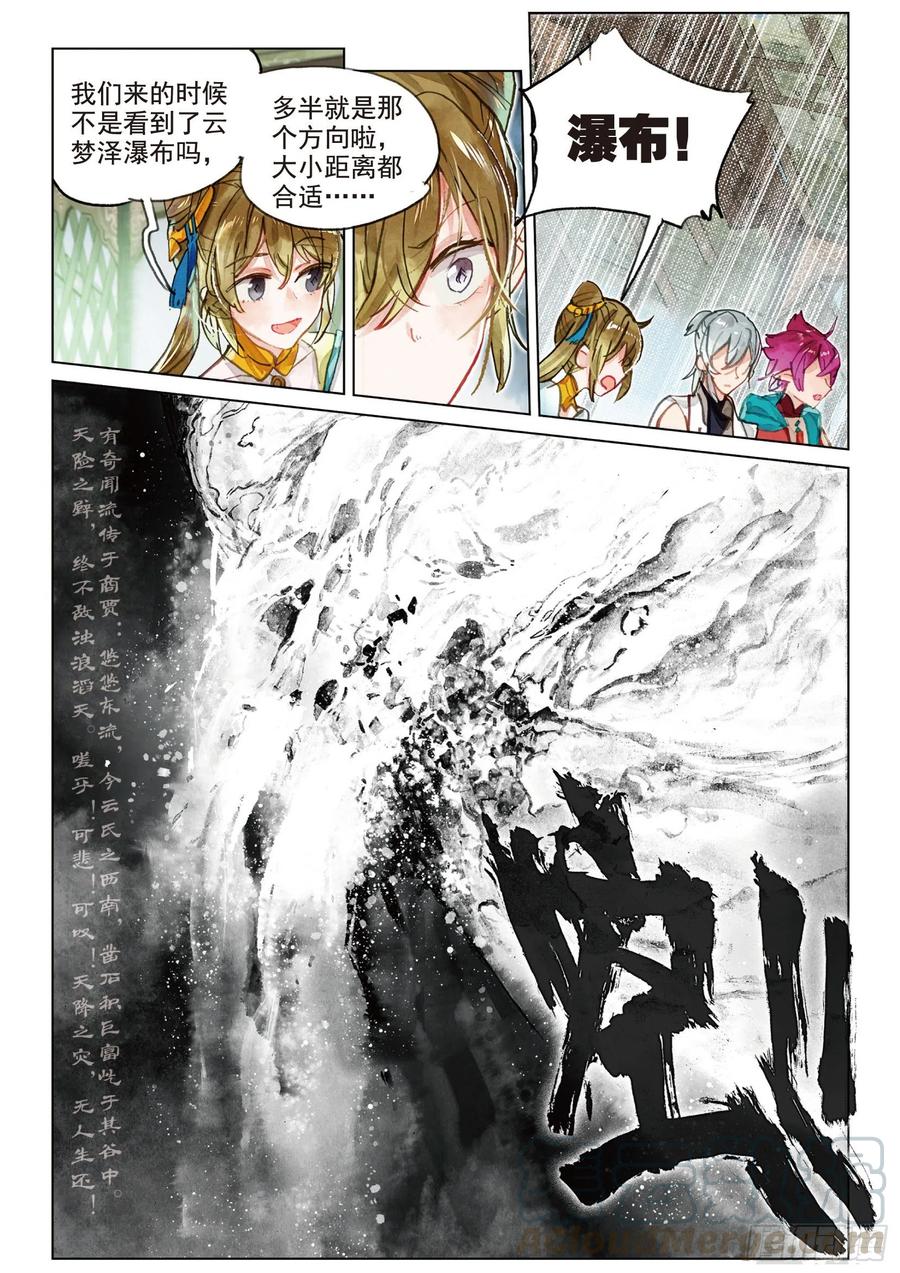 我们来的时候
不是看到了云
梦泽瀑布吗，
多半就是那
个方向啦，
大小距离都
合适……
瀑布！
有奇闻流传于商贾：悠悠东流，今云氏之西南，凿石积巨富此于其谷中。
天险之壁，终不敌浊浪滔天。嗟乎！可悲！可叹！天降之灾，无人生还！
AcloudMerge.com